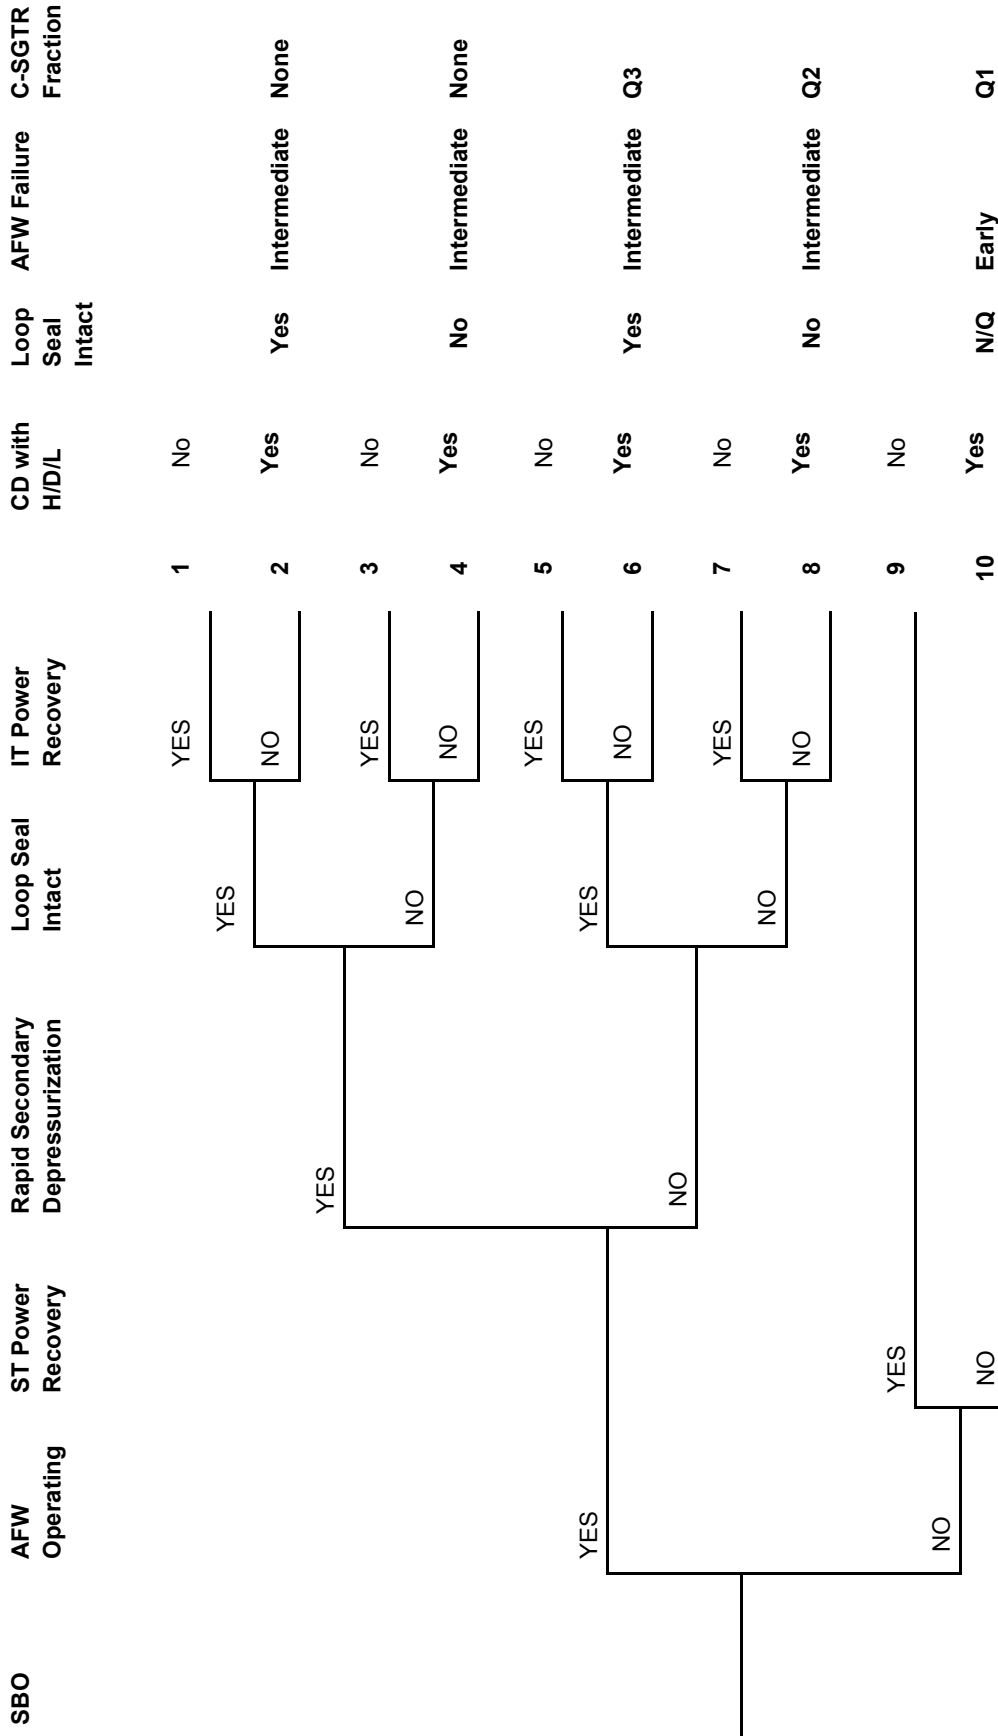 SBO
AFW
Operating
ST Power
Recovery
Rapid Secondary
Depressurization
Loop Seal
Intact
IT Power
Recovery
CD with
H/D/L
Loop
Seal
Intact
AFW Failure
C-SGTR
Fraction
YES
1
No
YES
NO
2
Yes
Yes
Intermediate
None
YES
YES
3
No
NO
NO
4
Yes
No
Intermediate
None
YES
5
No
YES
YES
NO
6
Yes
Yes
Intermediate
Q3
NO
YES
7
No
NO
NO
8
Yes
No
Intermediate
Q2
YES
9
No
NO
NO
10
Yes
N/Q
Early
Q1